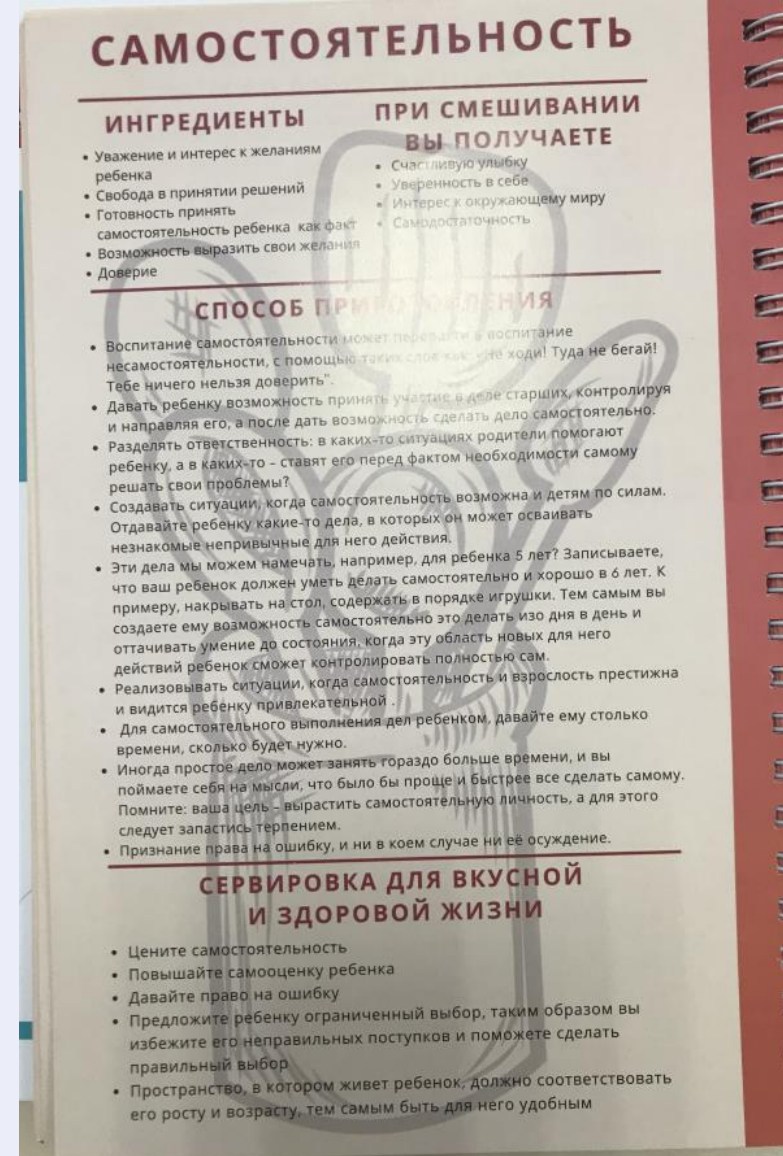 САМОСТОЯТЕЛЬНОСТЬ
ИНГРЕДИЕНТЫ
• Уважение и интерес к желаниям
ребенка
• Свобода в принятии решений
• Готовность принять
самостоятельность ребенка как факт
• Возможность выразить свои желания
• Доверие
ПРИ СМЕШИВАНИИ
ВЫ ПОЛУЧАЕТЕ
• Счастливую улыбку
• Уверенность в себе
• Интерес к окружающему миру
• Самодостаточность
СПОСОБ ПРИГОТОВЛЕНИЯ
• Воспитание самостоятельности может перерасти в воспитание
несамостоятельности, с помощью таких слов как: ходи! Туда не бегай!
Тебе ничего нельзя доверить".
• Давать ребенку возможность принять участие в деле старших, контролируя
и направляя его, а после дать возможность сделать дело самостоятельно.
• Разделять ответственность: в каких-то ситуациях родители помогают
ребенку, а в каких-то – ставят его перед фактом необходимости самому
решать свои проблемы?
• Создавать ситуации, когда самостоятельность возможна и детям по силам.
Отдавайте ребенку какие-то дела, в которых он может осваивать
незнакомые непривычные для него действия.
• Эти дела мы можем намечать, например, для ребенка 5 лет? Записываете,
что ваш ребенок должен уметь делать самостоятельно и хорошо в 6 лет. К
примеру, накрывать на стол, содержать в порядке игрушки. Тем самым вы
создаете ему возможность самостоятельно это делать изо дня в день и
оттачивать умение до состояния, когда эту область новых для него
действий ребенок сможет контролировать полностью сам.
• Реализовывать ситуации, когда самостоятельность и взрослость престижна
и видится ребенку привлекательной .
• Для самостоятельного выполнения дел ребенком, давайте ему столько
времени, сколько будет нужно.
• Иногда простое дело может занять гораздо больше времени, и вы
поймаете себя на мысли, что было бы проще и быстрее все сделать самому.
Помните: ваша цель – вырастить самостоятельную личность, а для этого
следует запастись терпением.
• Признание права на ошибку, и ни в коем случае ни её осуждение.
СЕРВИРОВКА ДЛЯ ВКУСНОЙ
И ЗДОРОВОЙ ЖИЗНИ
• Цените самостоятельность
• Повышайте самооценку ребенка
• Давайте право на ошибку
• Предложите ребенку ограниченный выбор, таким образом вы
избежите его неправильных поступков и поможете сделать
правильный выбор
• Пространство, в котором живет ребенок, должно соответствовать
его росту и возрасту, тем самым быть для него удобным